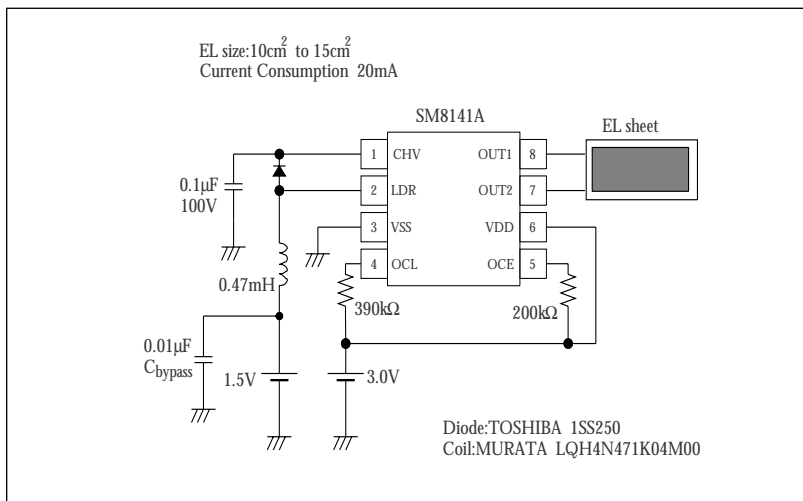 EL size:10cm² to 15cm²
Current Consumption 20mA
SM8141A
EL sheet
1 CHV OUT1 8
2 LDR OUT2 7
3 VSS VDD 6
4 OCL OCE 5
0.1µF
100V
0.47mH
390kΩ
200kΩ
0.01µF
Cbypass
1.5V
3.0V
Diode:TOSHIBA 1SS250
Coil:MURATA LQH4N471K04M00